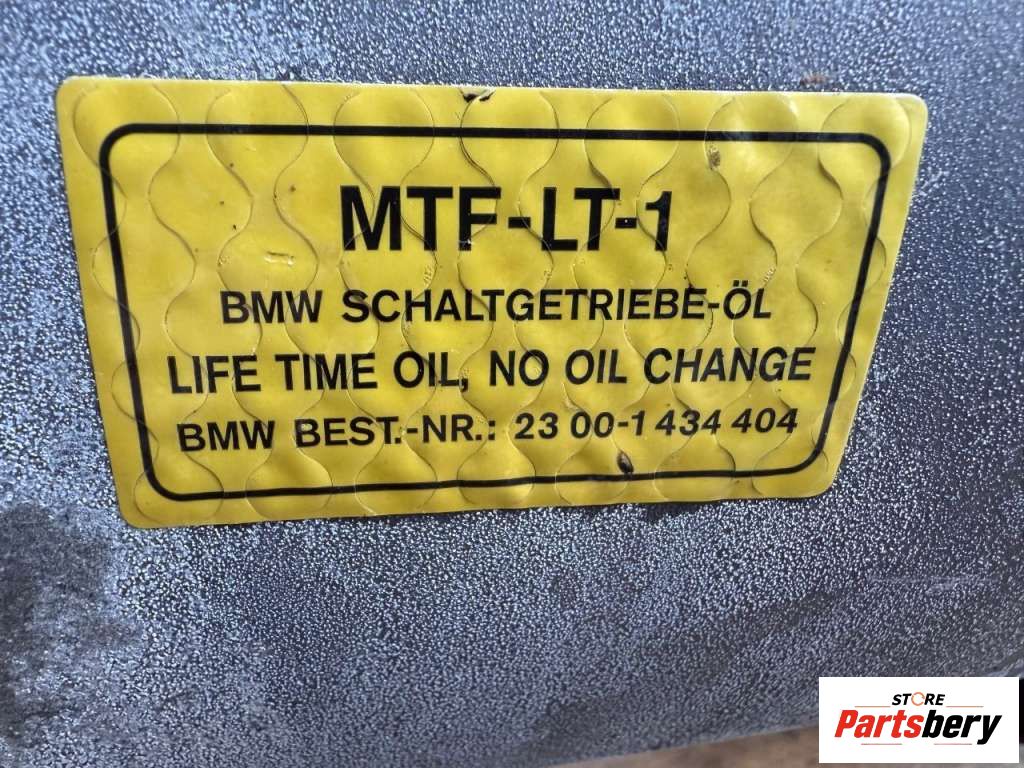 MTF-LT-1
BMW SCHALTGETRIEBE-ÖL
LIFE TIME OIL, NO OIL CHANGE
BMW BEST.-NR.: 23 00-1 434 404
STORE
Partsbery